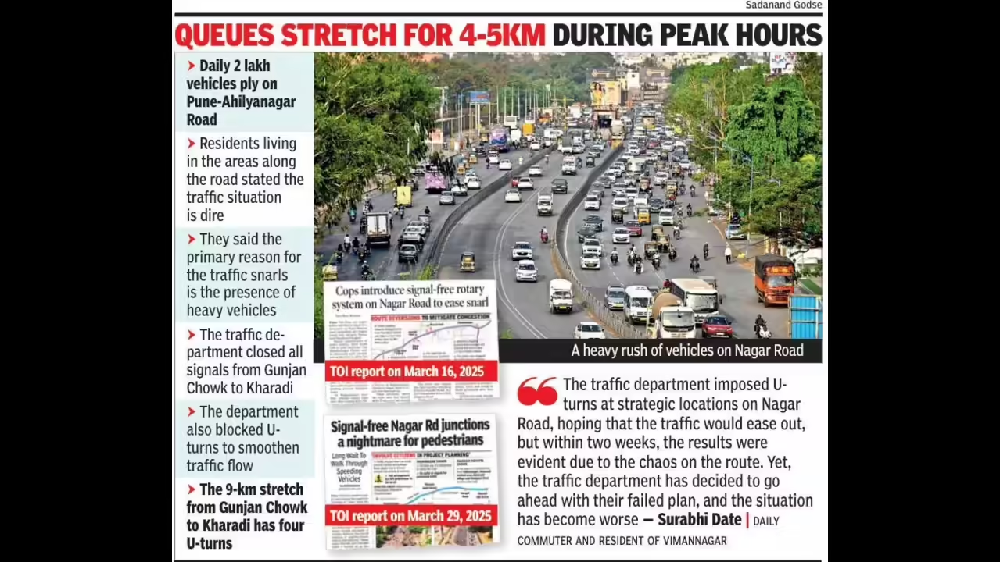 Sadanand Godse
QUEUES STRETCH FOR 4-5KM DURING PEAK HOURS
➤ Daily 2 lakh
vehicles ply on
Pune-Ahilyanagar
Road
➤ Residents living
in the areas along
the road stated the
traffic situation
is dire
➤ They said the
primary reason for
the traffic snarls
is the presence of
heavy vehicles
➤ The traffic de-
partment closed all
signals from Gunjan
Chowk to Kharadi
➤ The department
also blocked U-
turns to smoothen
traffic flow
➤ The 9-km stretch
from Gunjan Chowk
to Kharadi has four
U-turns
A heavy rush of vehicles on Nagar Road
Cops introduce signal-free rotary
system on Nagar Road to ease snarl
ROUTE DIVERSIONS TO MITIGATE CONGESTION
TOI report on March 16, 2025
Signal-free Nagar Rd junctions
a nightmare for pedestrians
Long Wait To
Walk Through
Speeding
Vehicles
'INVOLVE CITIZENS IN PROJECT PLANNING'
TOI report on March 29, 2025
The traffic department imposed U-
turns at strategic locations on Nagar
Road, hoping that the traffic would ease out,
but within two weeks, the results were
evident due to the chaos on the route. Yet,
the traffic department has decided to go
ahead with their failed plan, and the situation
has become worse — Surabhi Date | DAILY
COMMUTER AND RESIDENT OF VIMANNAGAR